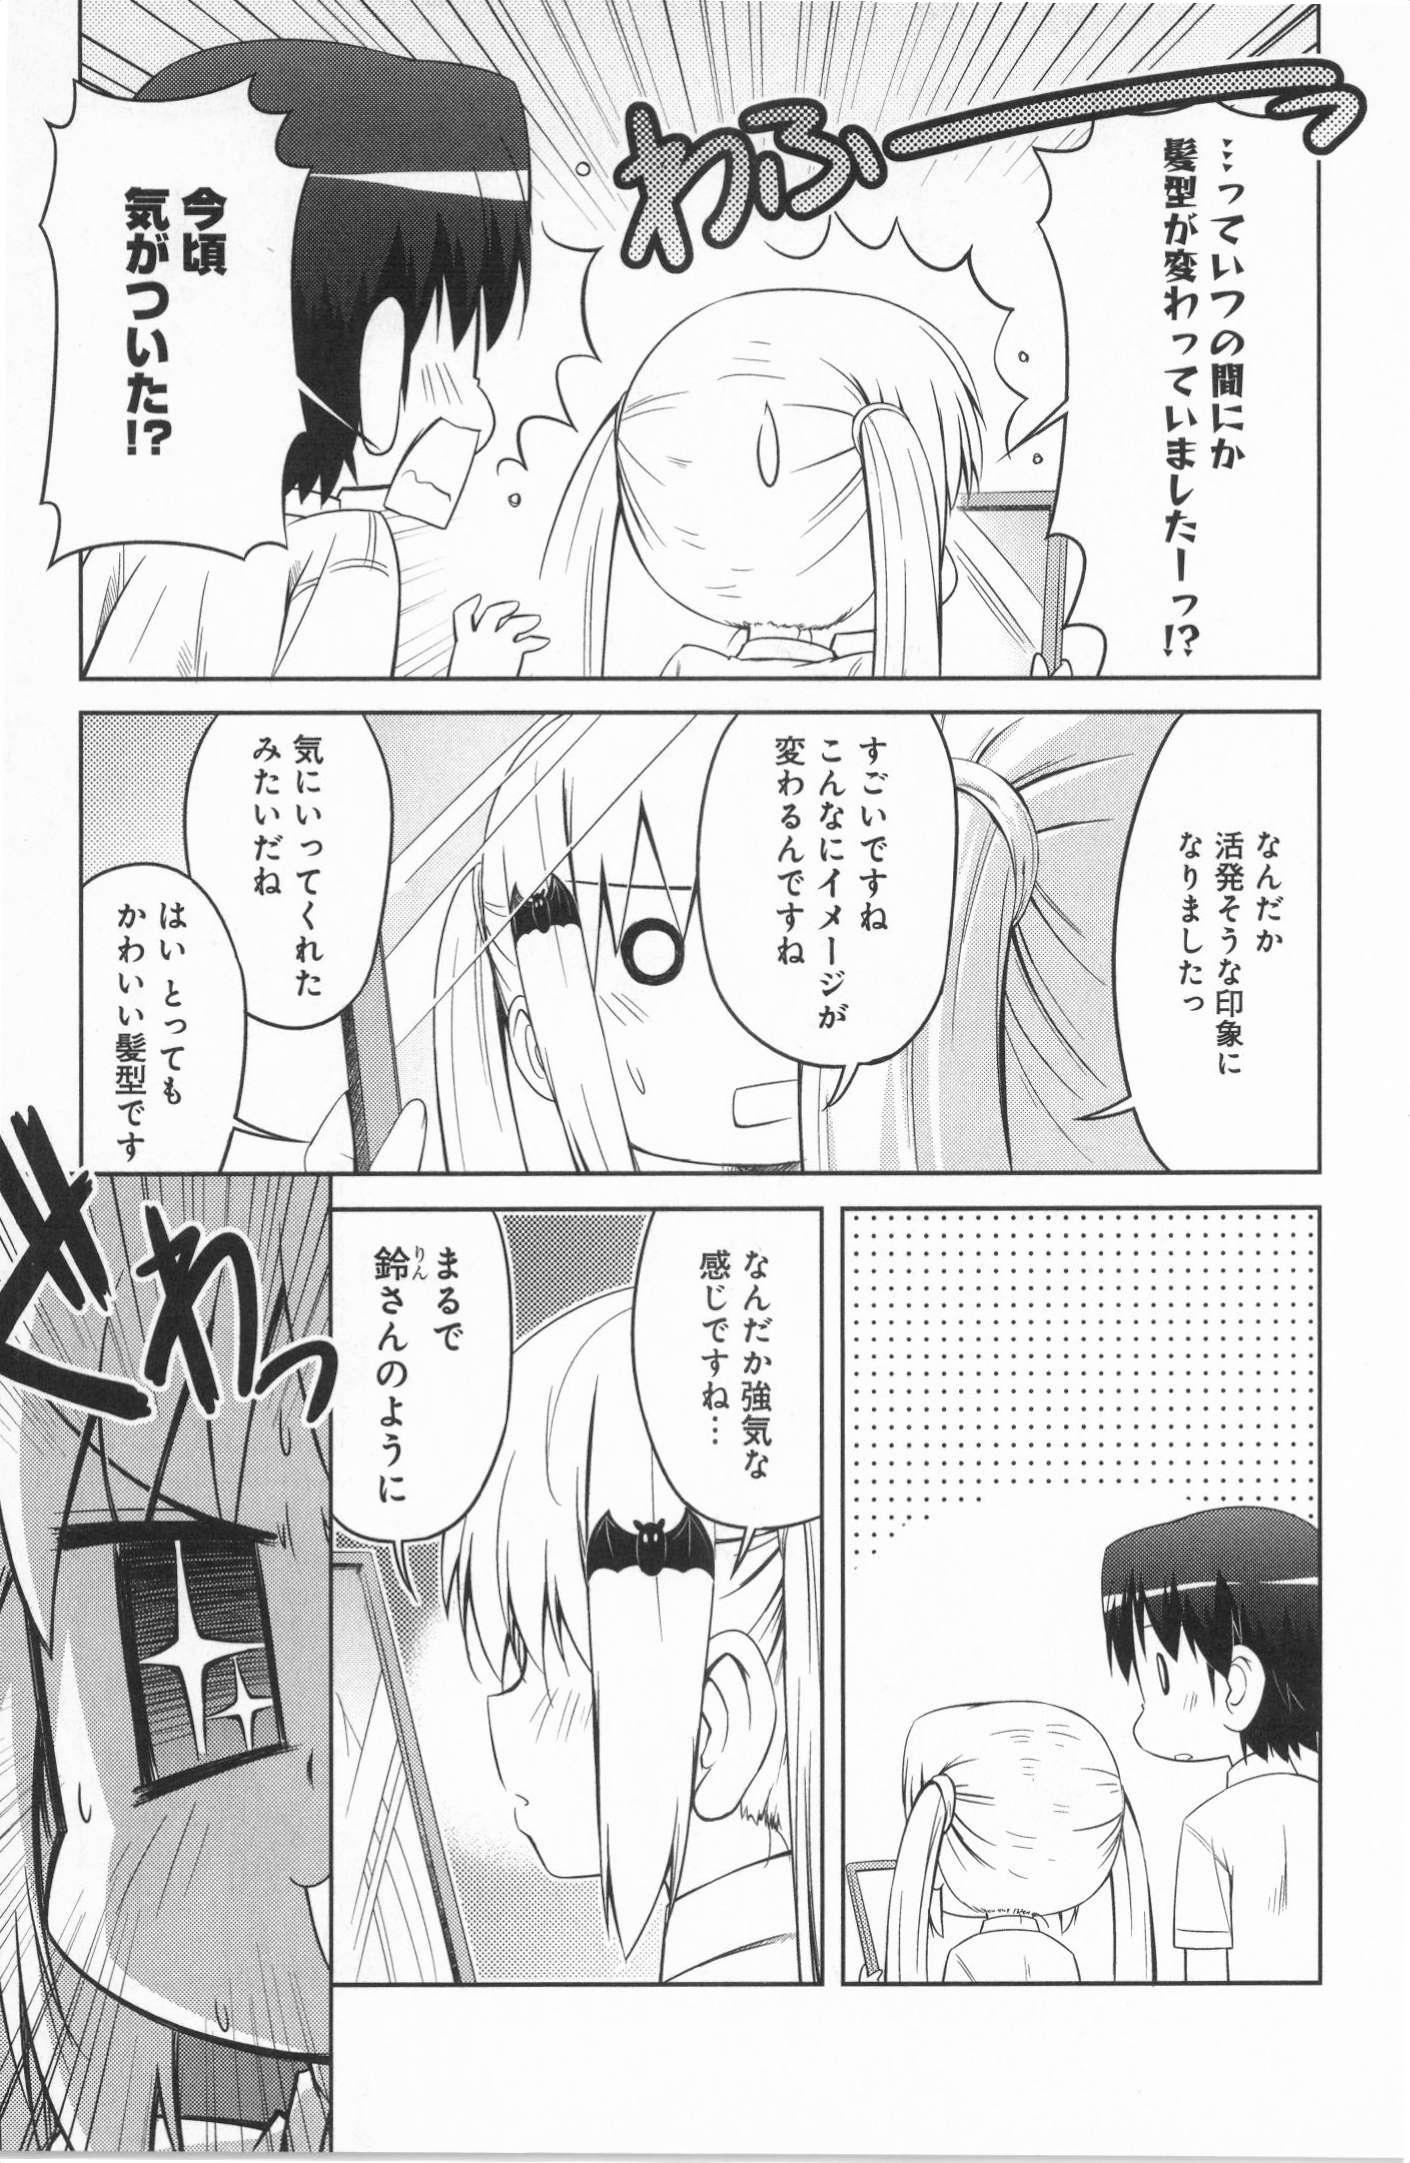 …っていつの間にか
髪型が変わっていましたーっ!?
わふーっ
今頃
気がついた!?
なんだか
活発そうな印象に
なりましたっ
すごいですね
こんなにイメージが
変わるんですね
気にいってくれた
みたいだね
はい とっても
かわいい髪型です
なんだか強気な
感じですね…
まるで
鈴さんのように
りん
くわっ